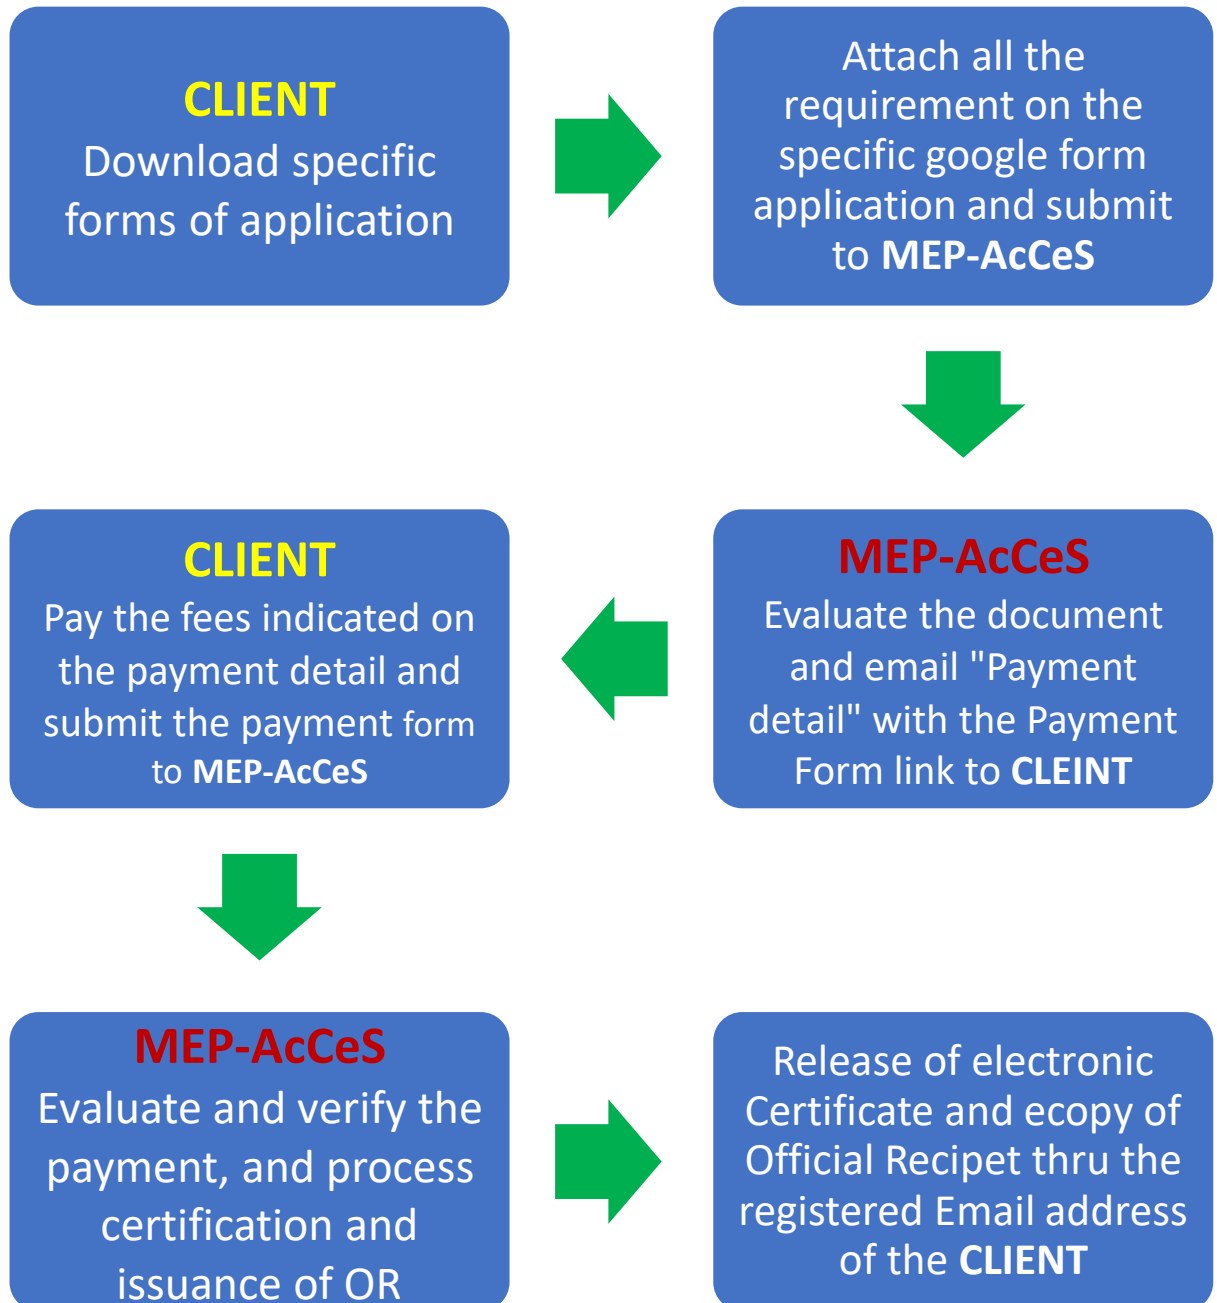 CLIENT
Download specific
forms of application
Attach all the
requirement on the
specific google form
application and submit
to MEP-AcCeS
MEP-AcCeS
Evaluate the document
and email "Payment
detail" with the Payment
Form link to CLEINT
CLIENT
Pay the fees indicated on
the payment detail and
submit the payment form
to MEP-AcCeS
MEP-AcCeS
Evaluate and verify the
payment, and process
certification and
issuance of OR
Release of electronic
Certificate and ecopy of
Official Recipet thru the
registered Email address
of the CLIENT